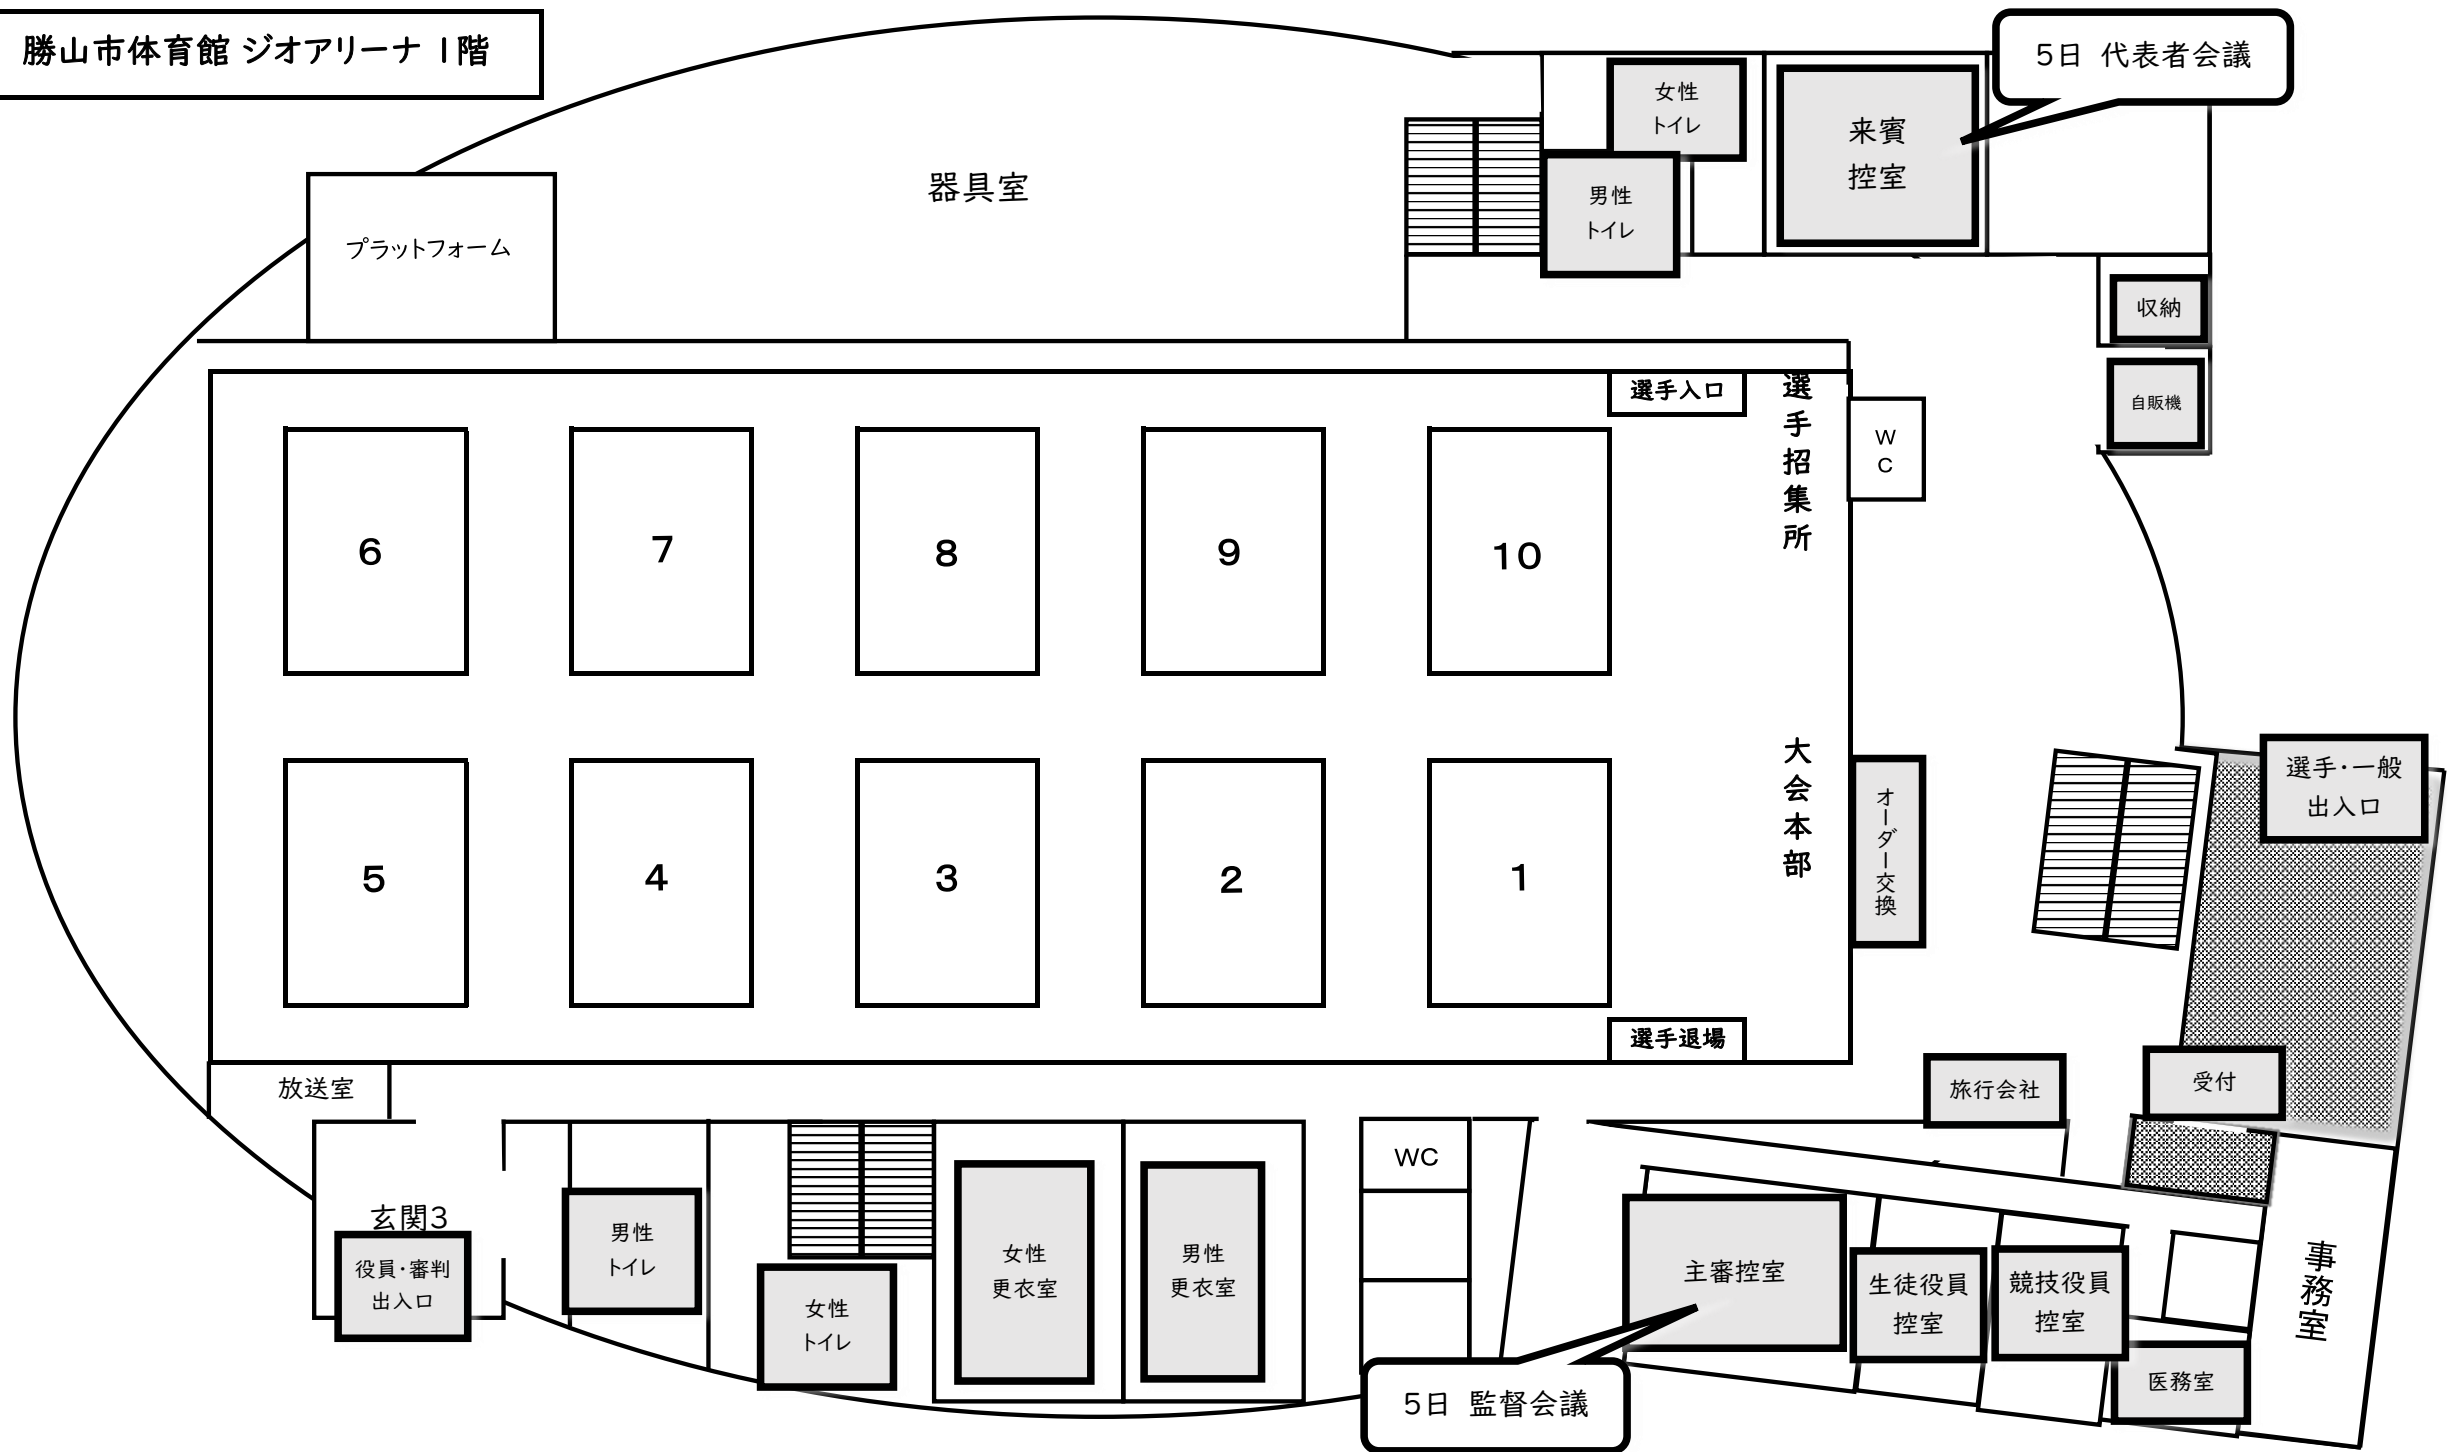 勝山市体育館 ジオアリーナ 1階
5日 代表者会議
女性
トイレ
来賓
控室
器具室
男性
トイレ
プラットフォーム
収納
自販機
選手入口
選手招集所
W
C
6
7
8
9
10
大会本部
選手・一般
出入口
オーダー交換
5
4
3
2
1
選手退場
放送室
旅行会社
受付
WC
玄関3
役員・審判
出入口
男性
トイレ
女性
トイレ
女性
更衣室
男性
更衣室
主審控室
生徒役員
控室
競技役員
控室
事務室
医務室
5日 監督会議